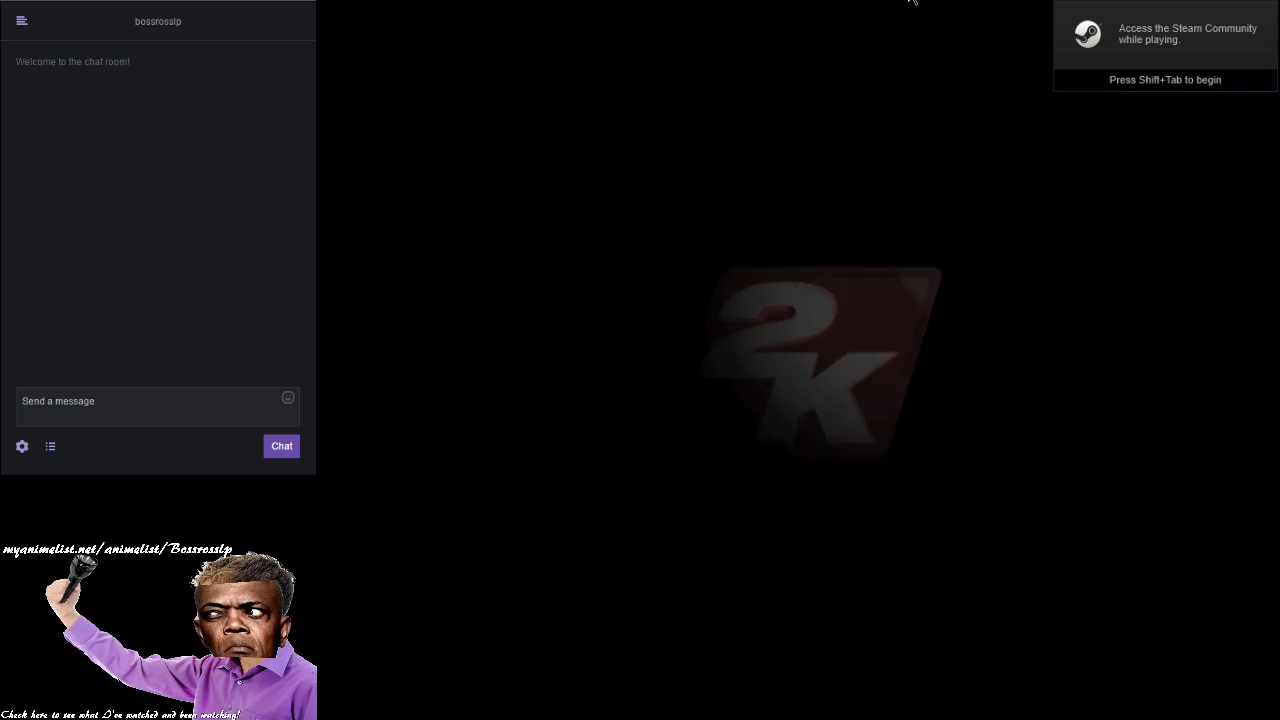 bossrosslp
Welcome to the chat room!
Send a message
Chat
Access the Steam Community
while playing.
Press Shift+Tab to begin
2K
myanimelist.net/animelist/Bossrosslp
Check here to see what I've watched and been watching!